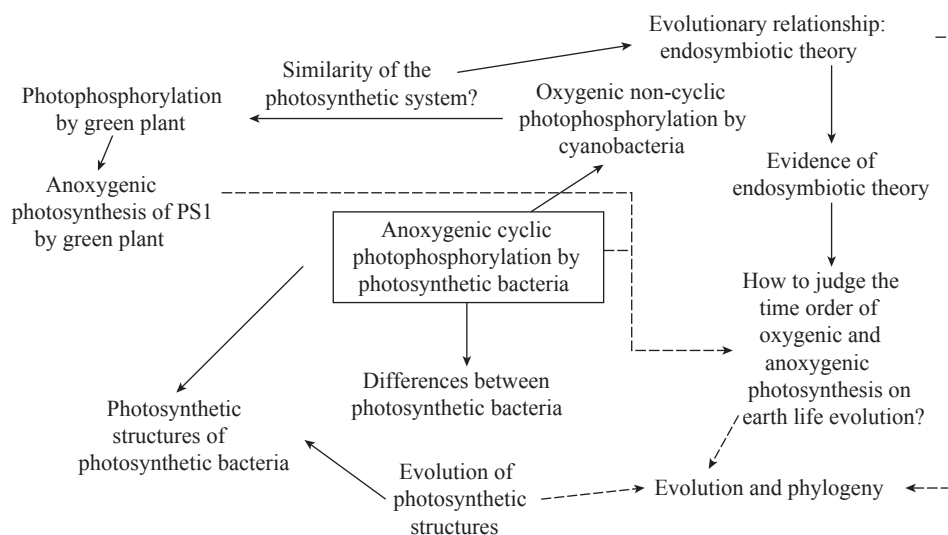 Evolutionary relationship:
endosymbiotic theory
Similarity of the
photosynthetic system?
Photophosphorylation
by green plant
Oxygenic non-cyclic
photophosphorylation by
cyanobacteria
Evidence of
endosymbiotic theory
Anoxygenic
photosynthesis of PS1
by green plant
Anoxygenic cyclic
photophosphorylation by
photosynthetic bacteria
How to judge the
time order of
oxygenic and
anoxygenic
photosynthesis on
earth life evolution?
Differences between
photosynthetic bacteria
Photosynthetic
structures of
photosynthetic bacteria
Evolution of
photosynthetic
structures
Evolution and phylogeny